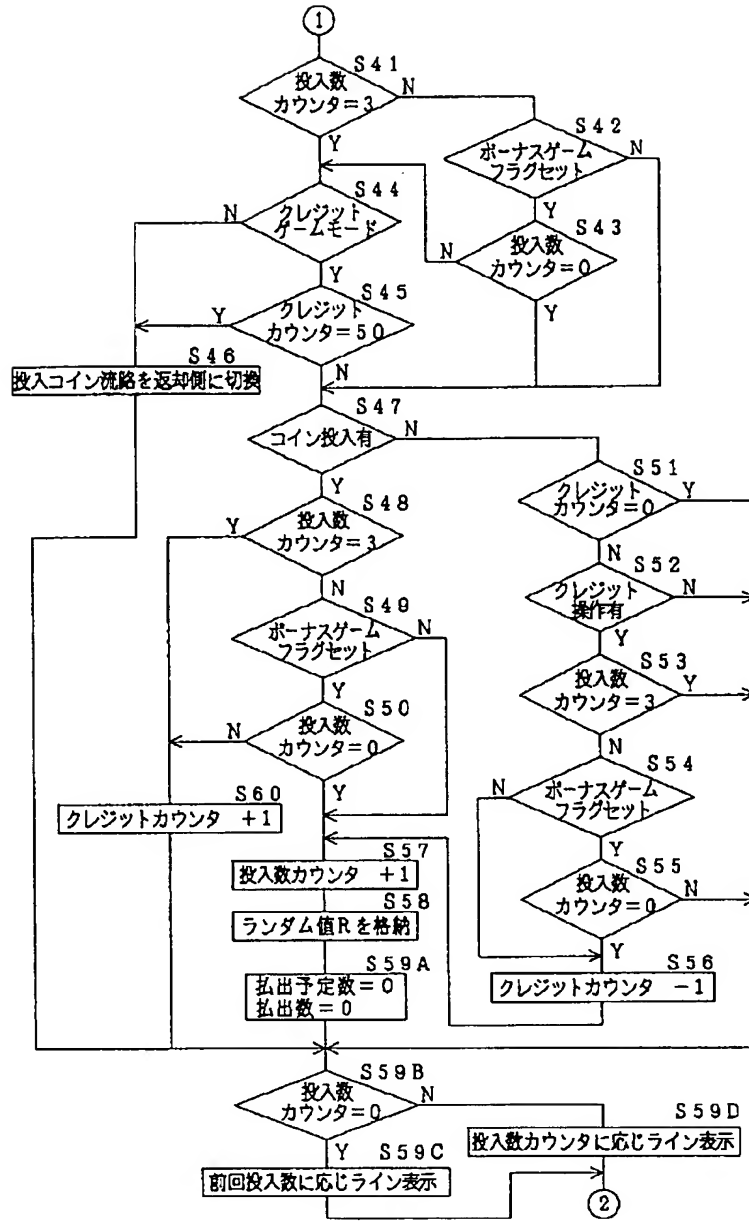 1
S41
投入数
カウンタ=3
N
Y
S42
ボーナスゲーム
フラグセット
N
Y
S43
投入数
カウンタ=0
N
Y
S44
クレジット
ゲームモード
N
Y
S45
クレジット
カウンタ=50
Y
N
S46
投入コイン流路を返却側に切換
S47
コイン投入有
N
Y
S48
投入数
カウンタ=3
Y
N
S49
ボーナスゲーム
フラグセット
N
Y
S50
投入数
カウンタ=0
N
Y
S60
クレジットカウンタ +1
S51
クレジット
カウンタ=0
Y
N
S52
クレジット
操作有
N
Y
S53
投入数
カウンタ=3
Y
N
S54
ボーナスゲーム
フラグセット
N
Y
S55
投入数
カウンタ=0
N
Y
S56
クレジットカウンタ -1
S57
投入数カウンタ +1
S58
ランダム値Rを格納
S59A
払出予定数=0
払出数=0
S59B
投入数
カウンタ=0
N
Y
S59C
前回投入数に応じライン表示
S59D
投入数カウンタに応じライン表示
2